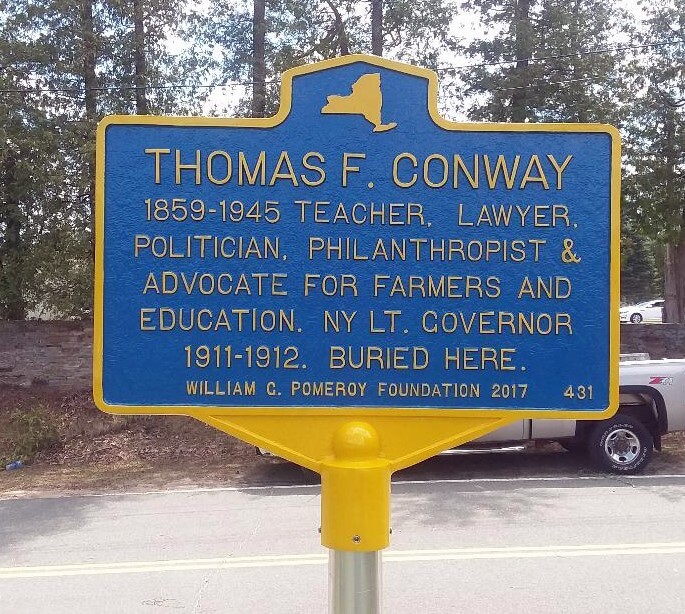 THOMAS F. CONWAY
1859-1945 TEACHER, LAWYER,
POLITICIAN, PHILANTHROPIST &
ADVOCATE FOR FARMERS AND
EDUCATION. NY LT. GOVERNOR
1911-1912. BURIED HERE.
WILLIAM G. POMEROY FOUNDATION 2017 431
Z71